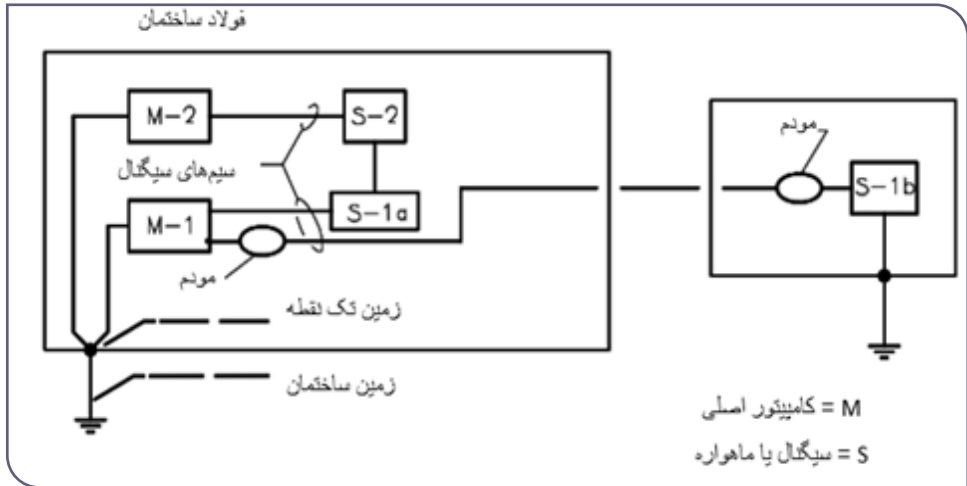 فولاد ساختمان
M-2
S-2
مودم
سیم‌های سیگنال
S-1b
S-1a
M-1
مودم
زمین تک نقطه
زمین ساختمان
M = کامپیتور اصلی
S = سیگنال یا ماهواره